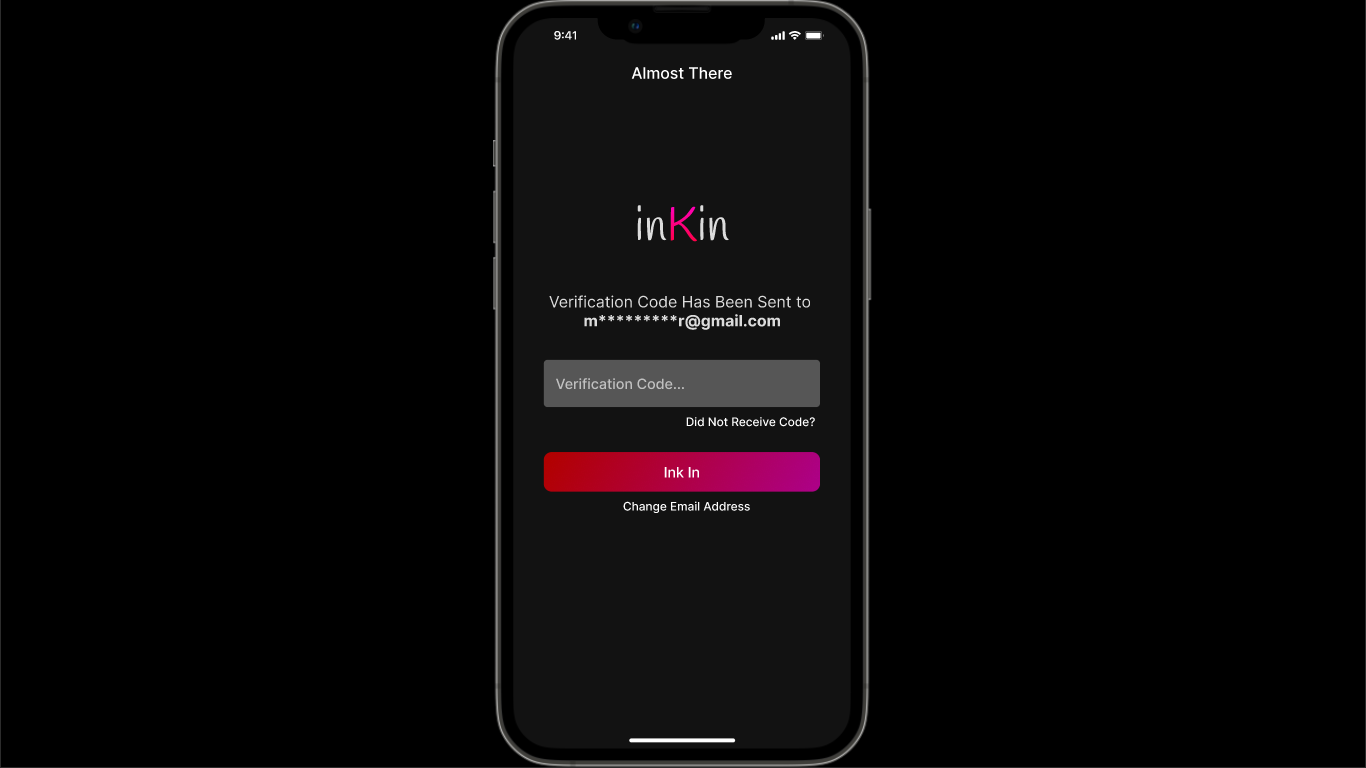 9:41
Almost There
inKin
Verification Code Has Been Sent to
m*********r@gmail.com
Verification Code...
Did Not Receive Code?
Ink In
Change Email Address